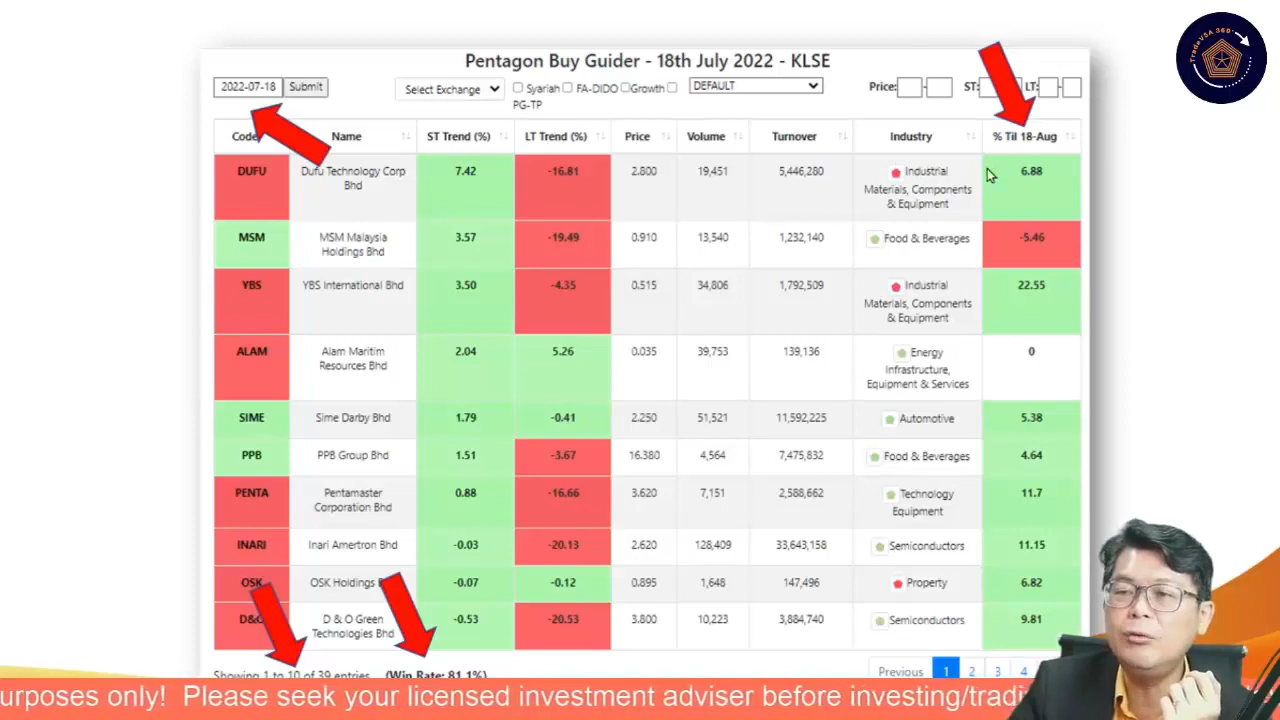 TradeVSA 360°
Pentagon Buy Guider - 18th July 2022 - KLSE
2022-07-18 Submit Select Exchange Syariah FA-DIDO Growth DEFAULT Price: - ST: LT: -
PG-TP
Name ST Trend (%) LT Trend (%) Price Volume Turnover Industry % Til 18-Aug
DUFU Dufu Technology Corp 7.42 -16.81 2.800 19,451 5,446,280 Industrial 6.88
Bhd Materials, Components
& Equipment
MSM MSM Malaysia 3.57 -19.49 0.910 13,540 1,232,140 Food & Beverages -5.46
Holdings Bhd
YBS YBS International Bhd 3.50 -4.35 0.515 34,806 1,792,509 Industrial 22.55
Materials, Components
& Equipment
ALAM Alam Maritim 2.04 5.26 0.035 39,753 139,136 Energy 0
Resources Bhd Infrastructure,
Equipment & Services
SIME Sime Darby Bhd 1.79 -0.41 2.250 51,521 11,592,225 Automotive 5.38
PPB PPB Group Bhd 1.51 -3.67 16.380 4,564 7,475,832 Food & Beverages 4.64
PENTA Pentamaster 0.88 -16.66 3.620 7,151 2,588,662 Technology 11.7
Corporation Bhd Equipment
INARI Inari Amertron Bhd -0.03 -20.13 2.620 128,409 33,643,158 Semiconductors 11.15
OSK OSK Holdings -0.07 -0.12 0.895 1,648 147,496 Property 6.82
D&O D & O Green -0.53 -20.53 3.800 10,223 3,884,740 Semiconductors 9.81
Technologies Bhd
Showing 1 to 10 of 39 entries (Win Rate: 81.1%) Previous 1 2 3 4
urposes only! Please seek your licensed investment adviser before investing/tradi